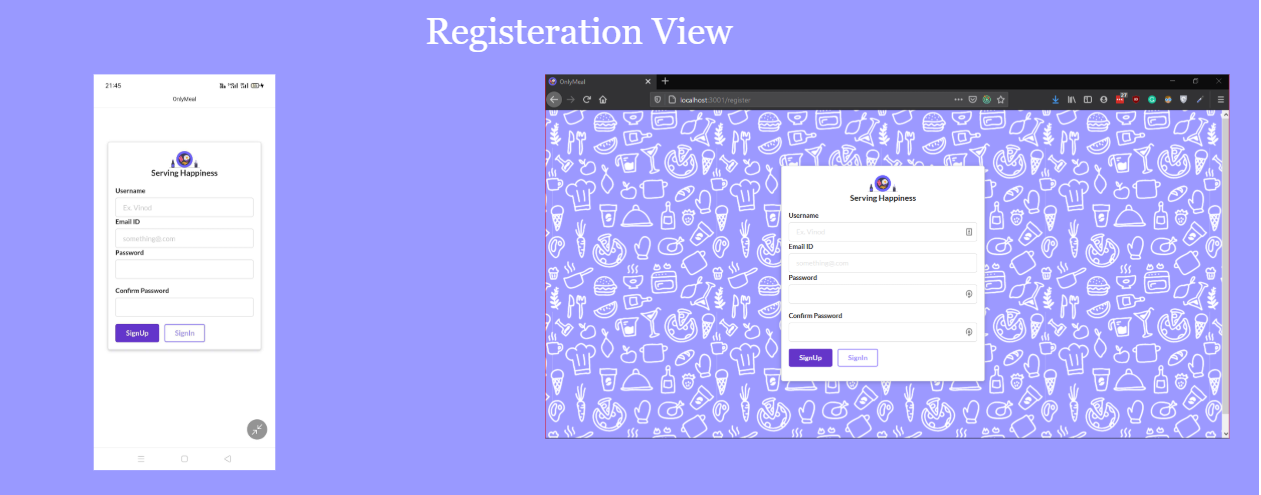 Registeration View
21:45
OnlyMeal
Serving Happiness
Username
Ex. Vinod
Email ID
something@.com
Password
Confirm Password
SignUp SignIn
OnlyMeal
localhost:3001/register
27
Serving Happiness
Username
Ex. Vinod
Email ID
something@.com
Password
Confirm Password
SignUp SignIn